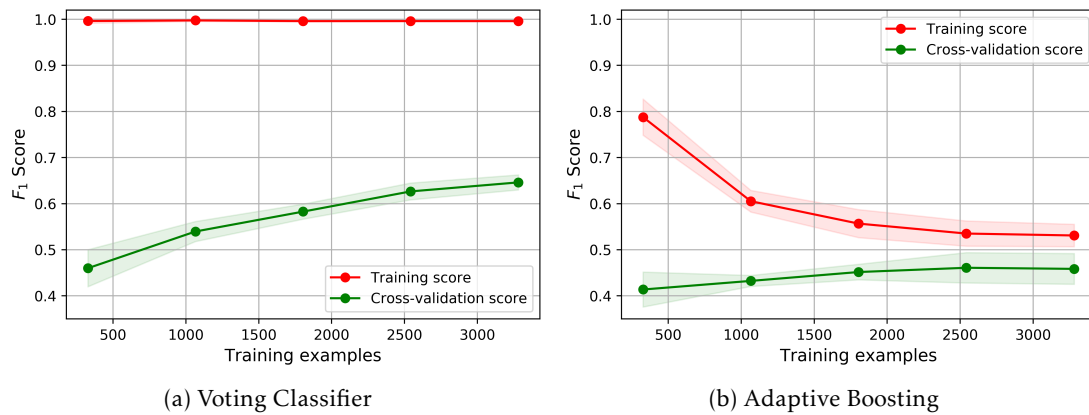 1.0
0.9
0.8
0.7
0.6
0.5
0.4
F1 Score
500
1000
1500
2000
2500
3000
Training examples
Training score
Cross-validation score
(a) Voting Classifier
1.0
0.9
0.8
0.7
0.6
0.5
0.4
F1 Score
500
1000
1500
2000
2500
3000
Training examples
Training score
Cross-validation score
(b) Adaptive Boosting